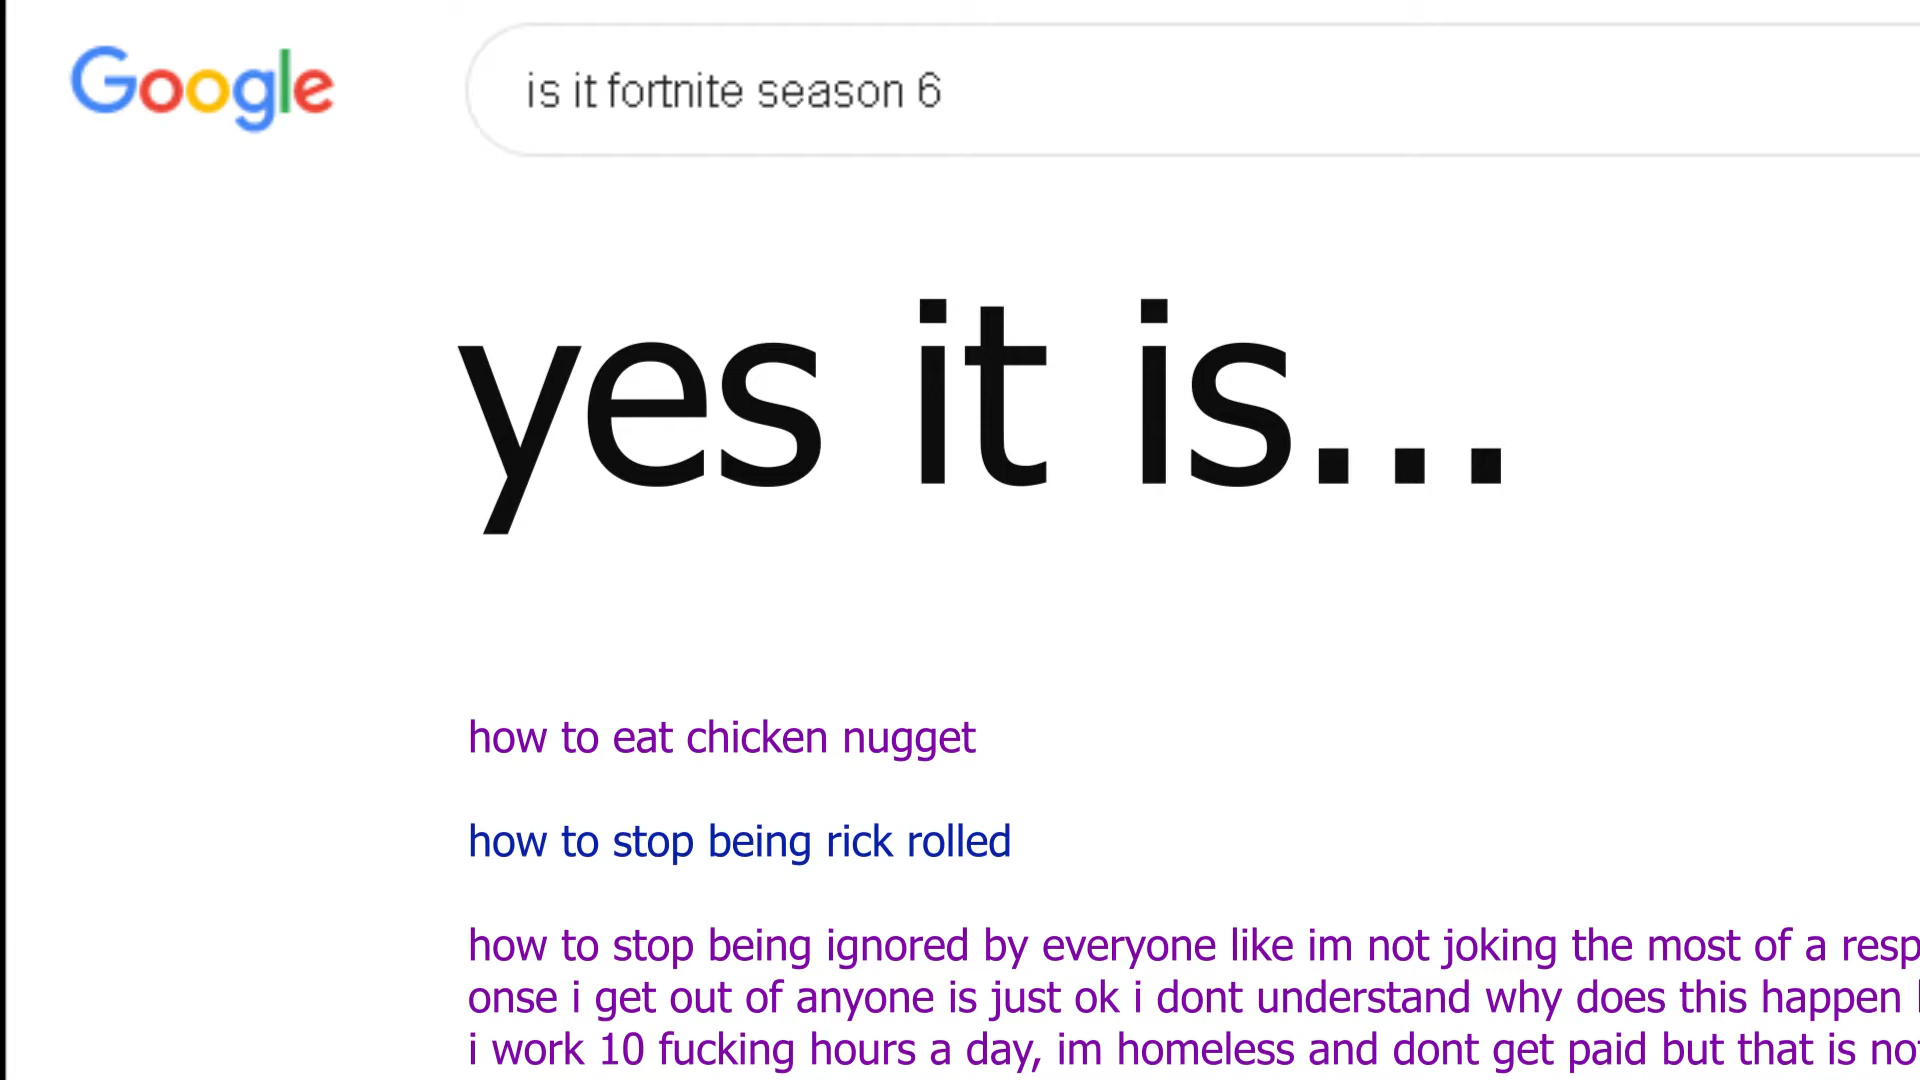 Google
is it fortnite season 6
yes it is...
how to eat chicken nugget
how to stop being rick rolled
how to stop being ignored by everyone like im not joking the most of a resp
onse i get out of anyone is just ok i dont understand why does this happen
i work 10 fucking hours a day, im homeless and dont get paid but that is no